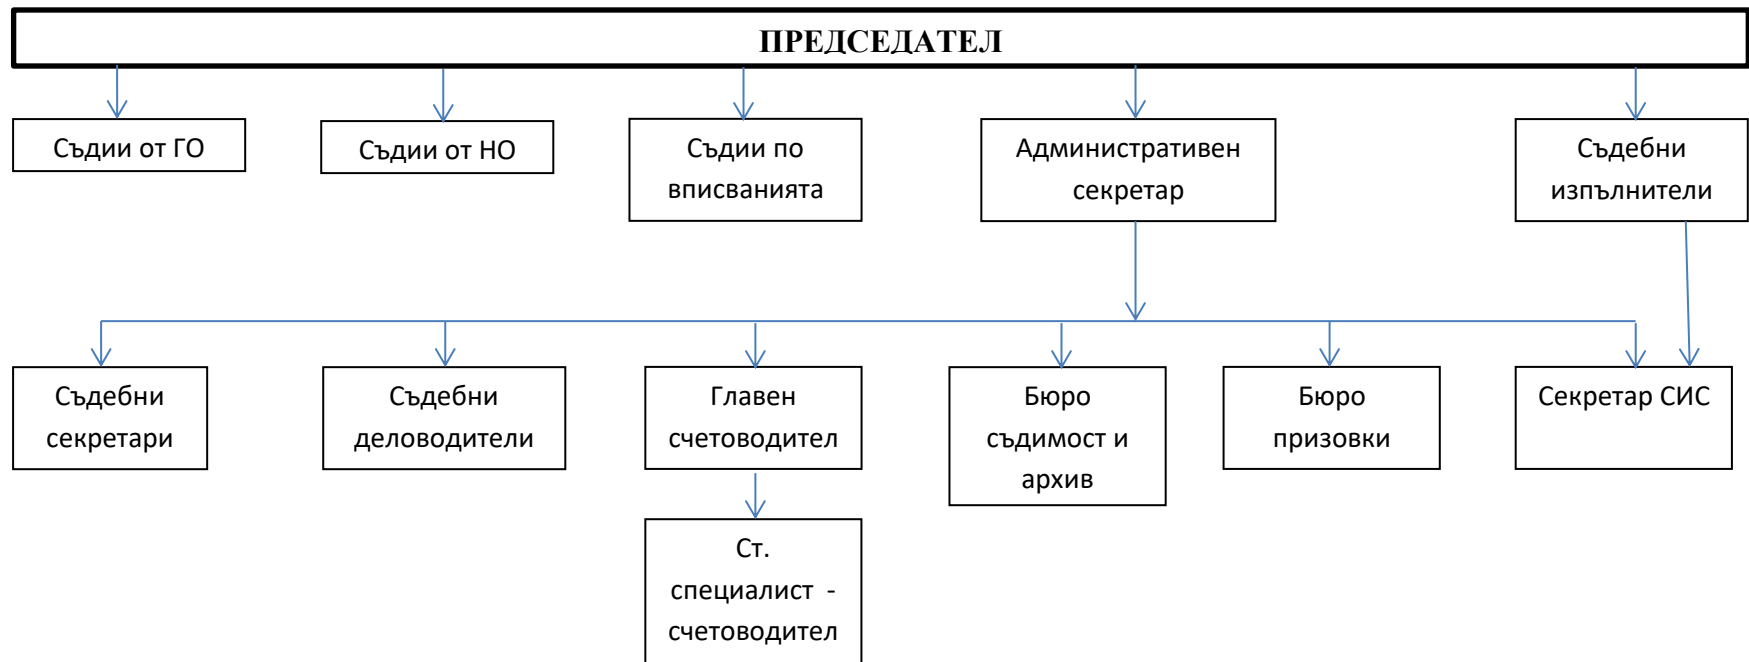 ПРЕДСЕДАТЕЛ
Съдии от ГО
Съдии от НО
Съдии по
вписванията
Административен
секретар
Съдебни
изпълнители
Съдебни
секретари
Съдебни
деловодители
Главен
счетоводител
Бюро
съдимост и
архив
Бюро
призовки
Секретар СИС
Ст.
специалист -
счетоводител